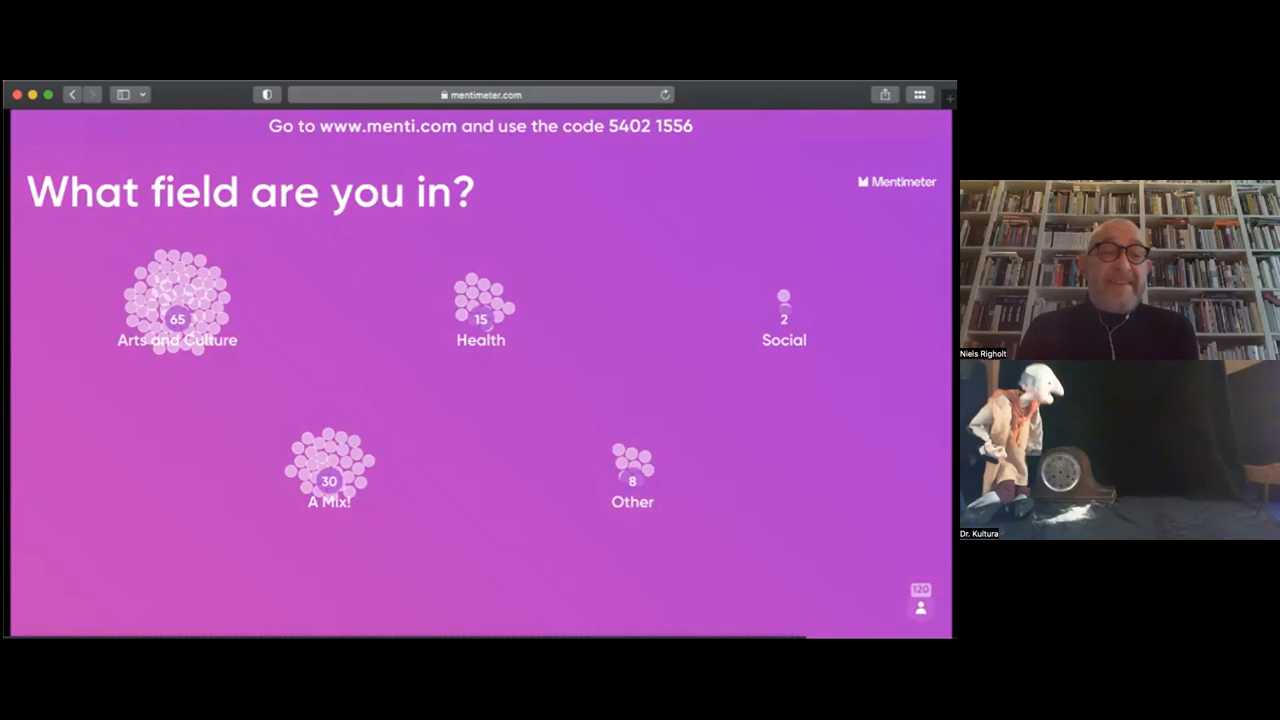 mentimeter.com
Go to www.menti.com and use the code 5402 1556
What field are you in?
Mentimeter
65
Arts and Culture
15
Health
2
Social
30
A Mix!
8
Other
120
Niels Righolt
Dr. Kultura